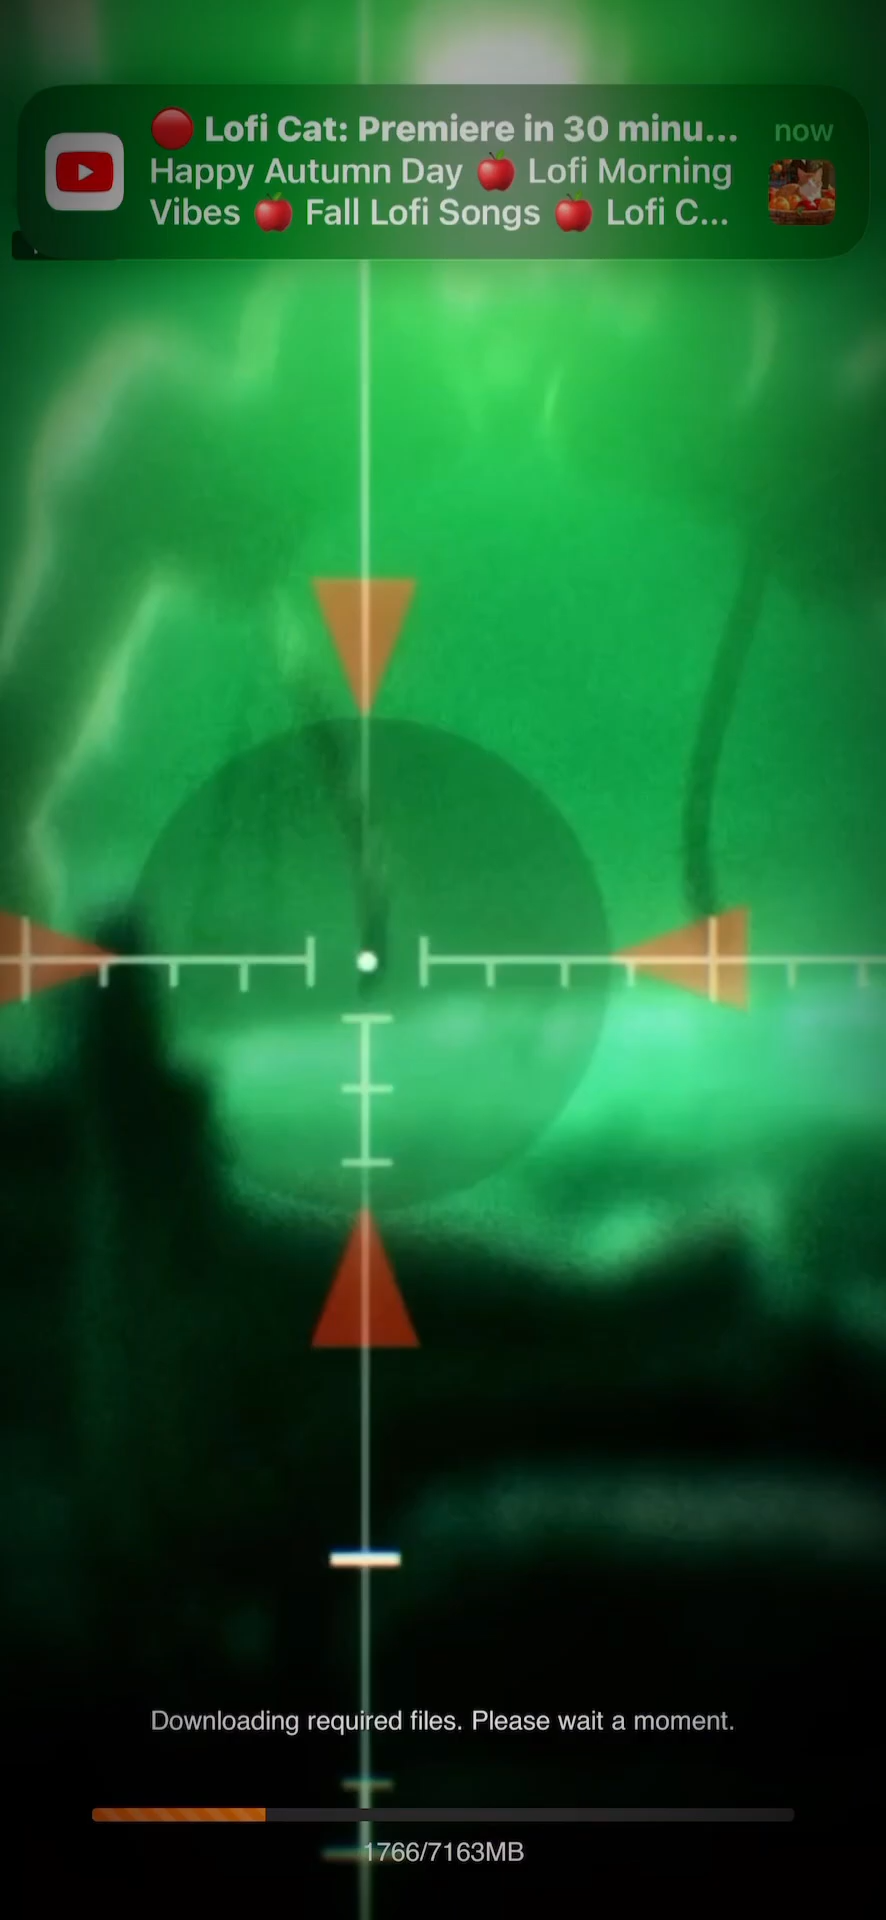 🔴 Lofi Cat: Premiere in 30 minu... now
Happy Autumn Day 🍎 Lofi Morning
Vibes 🍎 Fall Lofi Songs 🍎 Lofi C...
Downloading required files. Please wait a moment.
1766/7163MB